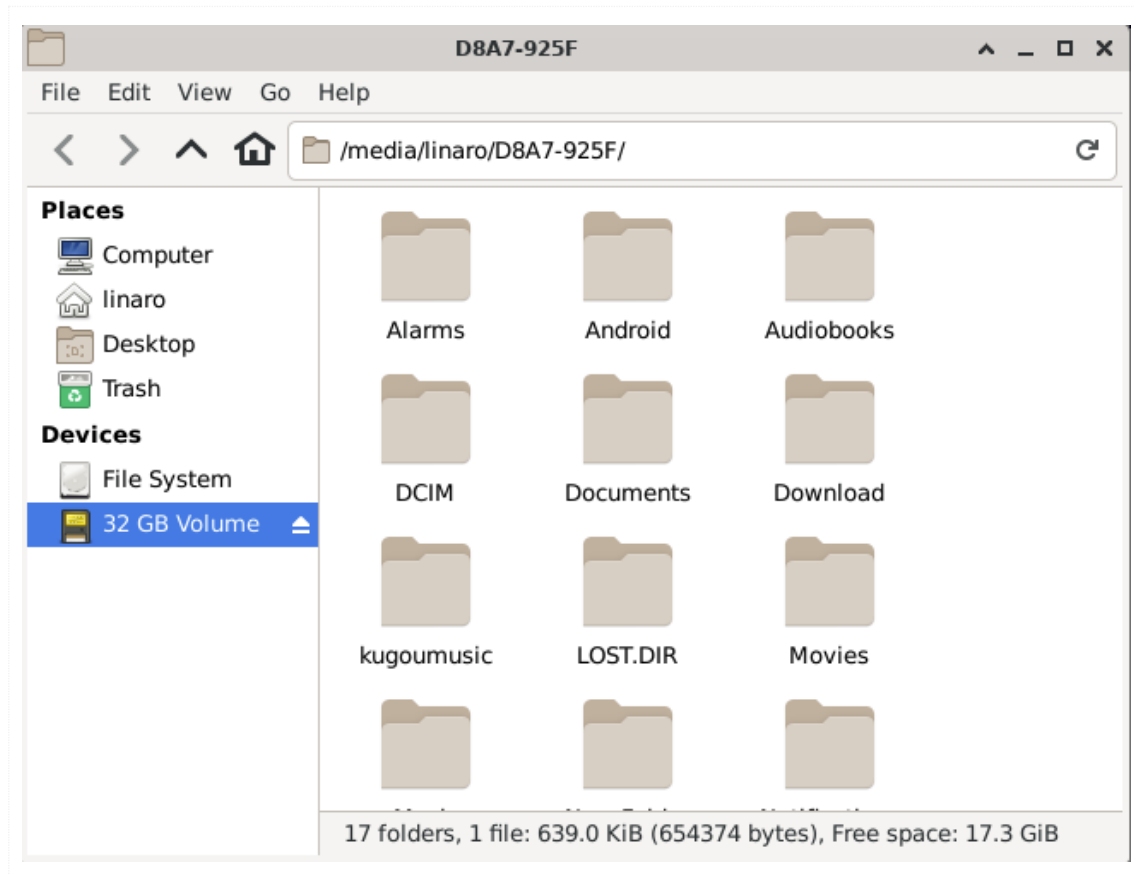 D8A7-925F
File Edit View Go Help
/media/linaro/D8A7-925F/
Places
Computer
linaro
Desktop
Trash
Devices
File System
32 GB Volume
Alarms Android Audiobooks
DCIM Documents Download
kugoumusic LOST.DIR Movies
17 folders, 1 file: 639.0 KiB (654374 bytes), Free space: 17.3 GiB